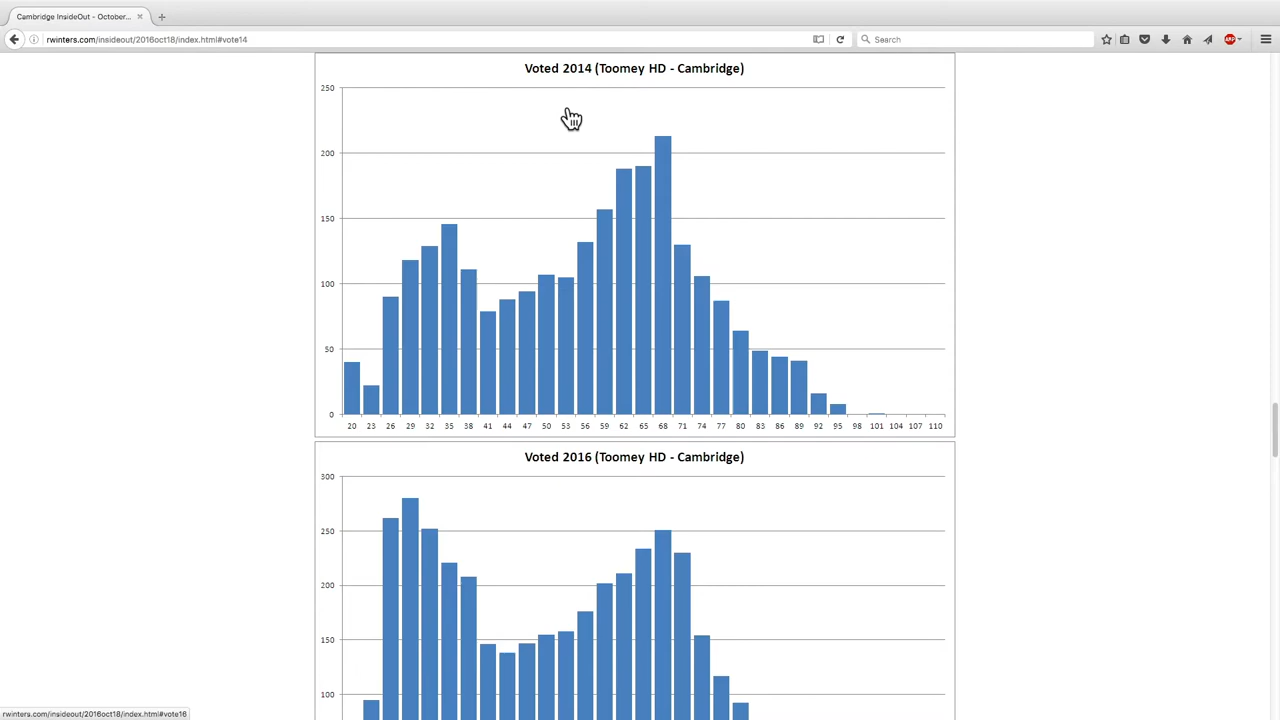 Cambridge InsideOut - October... × +
rwinters.com/insideout/2016oct18/index.html#vote14 Search ABP
Voted 2014 (Toomey HD - Cambridge)
250
200
150
100
50
0
20 23 26 29 32 35 38 41 44 47 50 53 56 59 62 65 68 71 74 77 80 83 86 89 92 95 98 101 104 107 110
Voted 2016 (Toomey HD - Cambridge)
300
250
200
150
100
rwinters.com/insideout/2016oct18/index.html#vote16